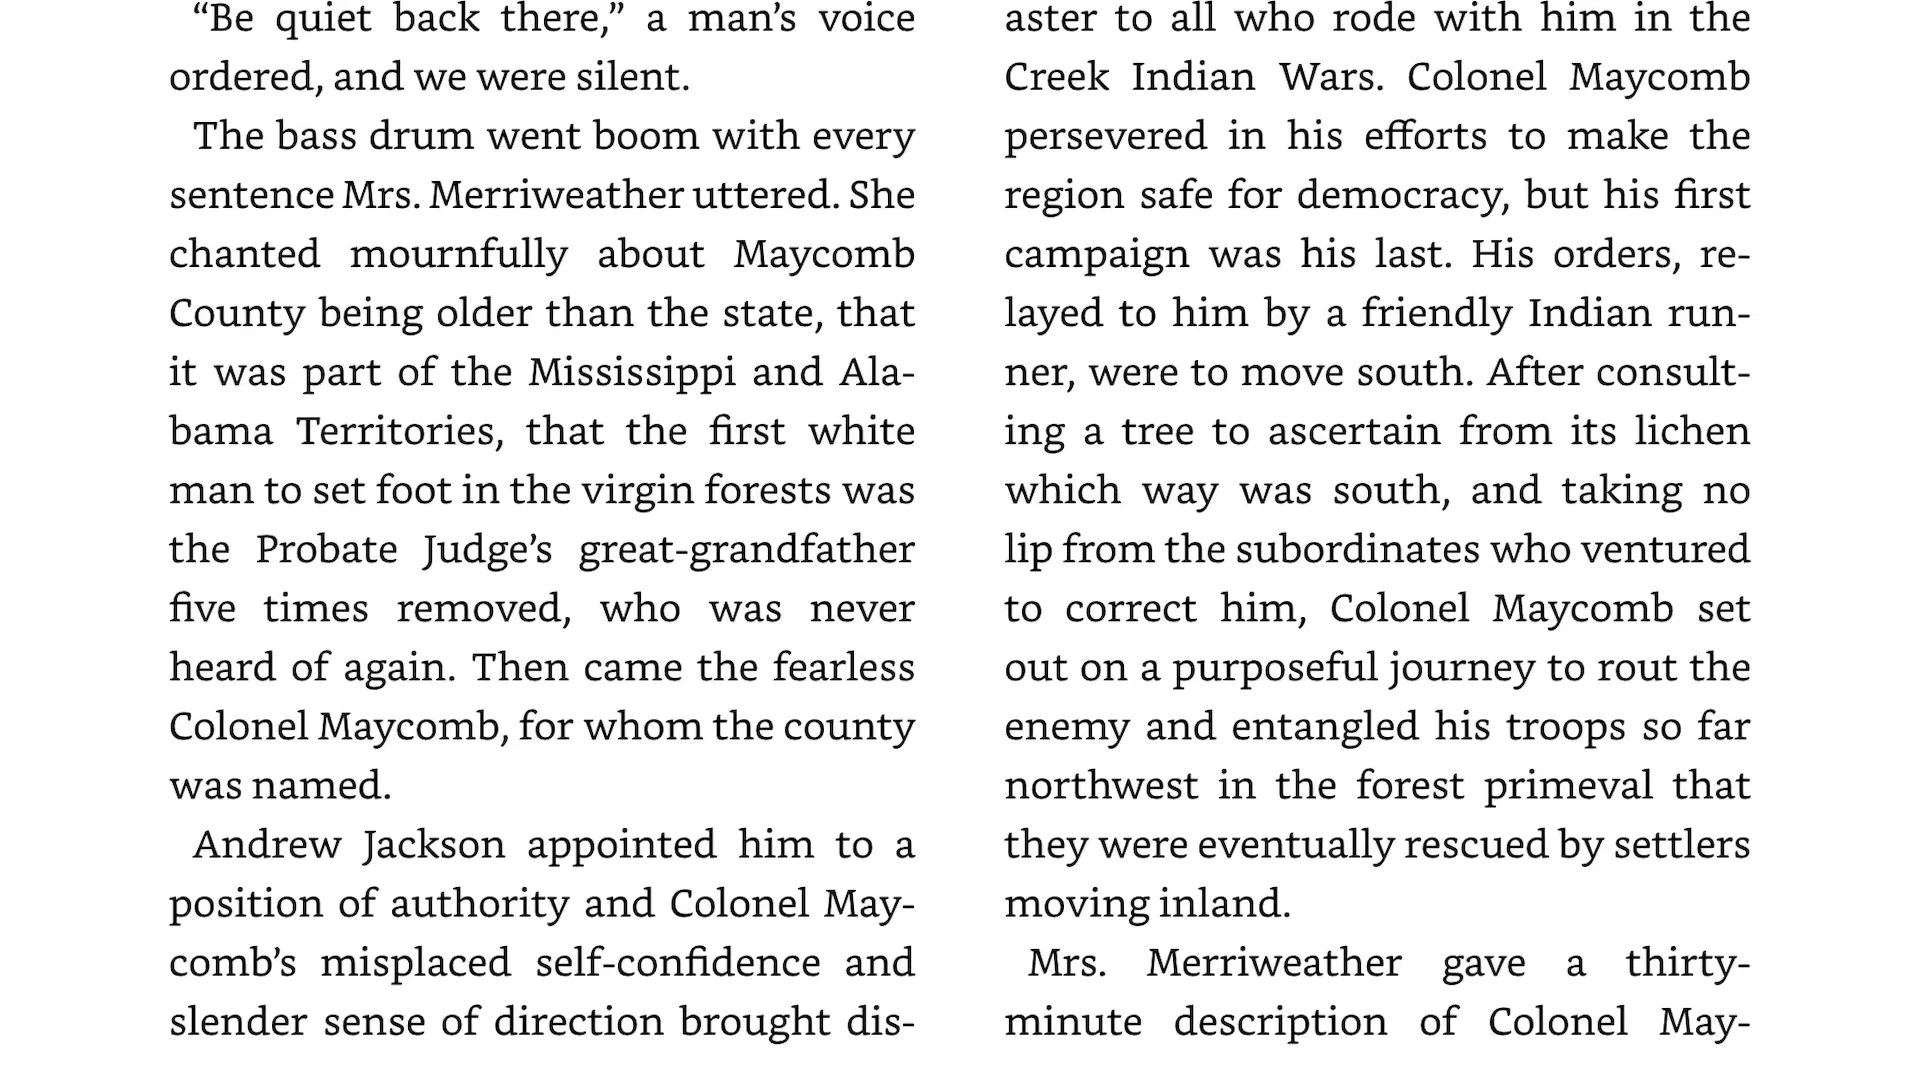 “Be quiet back there,” a man’s voice
ordered, and we were silent.
The bass drum went boom with every
sentence Mrs. Merriweather uttered. She
chanted mournfully about Maycomb
County being older than the state, that
it was part of the Mississippi and Ala-
bama Territories, that the first white
man to set foot in the virgin forests was
the Probate Judge’s great-grandfather
five times removed, who was never
heard of again. Then came the fearless
Colonel Maycomb, for whom the county
was named.
Andrew Jackson appointed him to a
position of authority and Colonel May-
comb’s misplaced self-confidence and
slender sense of direction brought dis-
aster to all who rode with him in the
Creek Indian Wars. Colonel Maycomb
persevered in his efforts to make the
region safe for democracy, but his first
campaign was his last. His orders, re-
layed to him by a friendly Indian run-
ner, were to move south. After consult-
ing a tree to ascertain from its lichen
which way was south, and taking no
lip from the subordinates who ventured
to correct him, Colonel Maycomb set
out on a purposeful journey to rout the
enemy and entangled his troops so far
northwest in the forest primeval that
they were eventually rescued by settlers
moving inland.
Mrs. Merriweather gave a thirty-
minute description of Colonel May-